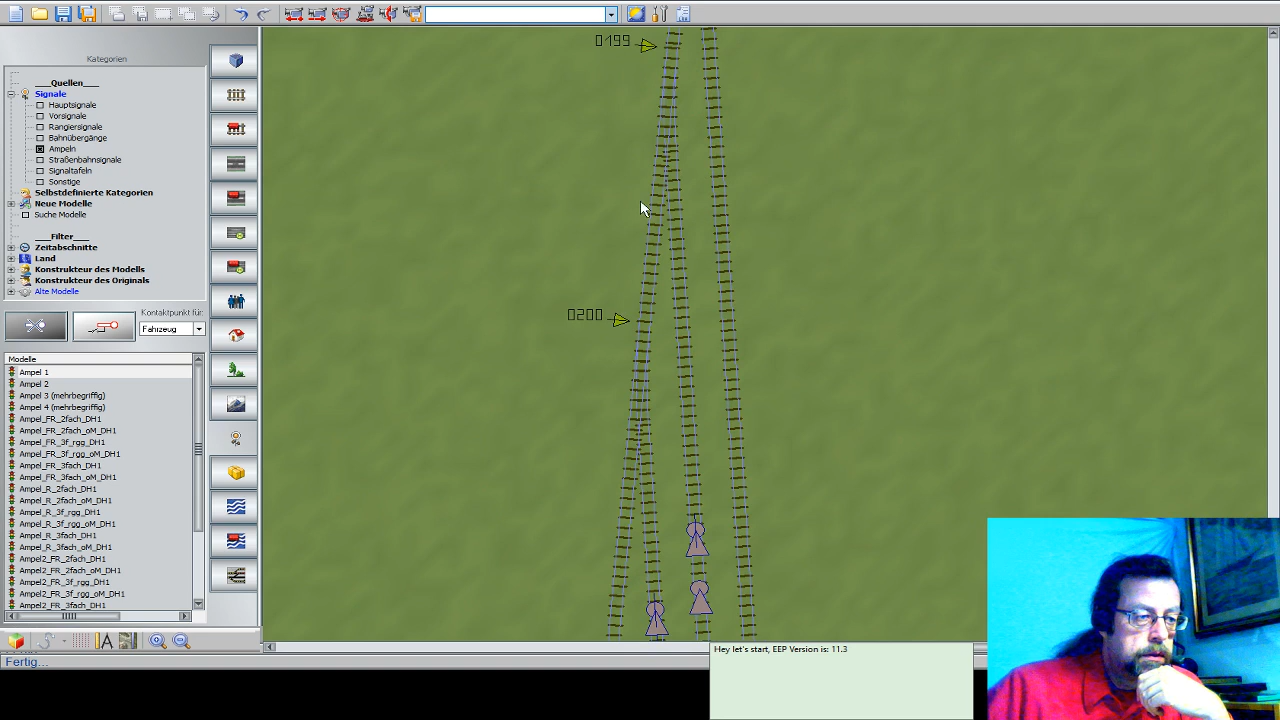 Kategorien
___Quellen___
Signale
Hauptsignale
Vorsignale
Rangiersignale
Bahnübergänge
Ampeln
Straßenbahnsignale
Signaltafeln
Sonstige
Selbstdefinierte Kategorien
Neue Modelle
Suche Modelle
___Filter___
Zeitabschnitte
Land
Konstrukteur des Modells
Konstrukteur des Originals
Alte Modelle
Kontaktpunkt für:
Fahrzeug
Modelle
Ampel 1
Ampel 2
Ampel 3 (mehrbegriffig)
Ampel 4 (mehrbegriffig)
Ampel_FR_2fach_DH1
Ampel_FR_2fach_oM_DH1
Ampel_FR_3f_rgg_DH1
Ampel_FR_3f_rgg_oM_DH1
Ampel_FR_3fach_DH1
Ampel_FR_3fach_oM_DH1
Ampel_R_2fach_DH1
Ampel_R_2fach_oM_DH1
Ampel_R_3f_rgg_DH1
Ampel_R_3f_rgg_oM_DH1
Ampel_R_3fach_DH1
Ampel_R_3fach_oM_DH1
Ampel2_FR_2fach_DH1
Ampel2_FR_2fach_oM_DH1
Ampel2_FR_3f_rgg_DH1
Ampel2_FR_3f_rgg_oM_DH1
Ampel2_FR_3fach_DH1
Fertig...
0199
0200
Hey let's start, EEP Version is: 11.3